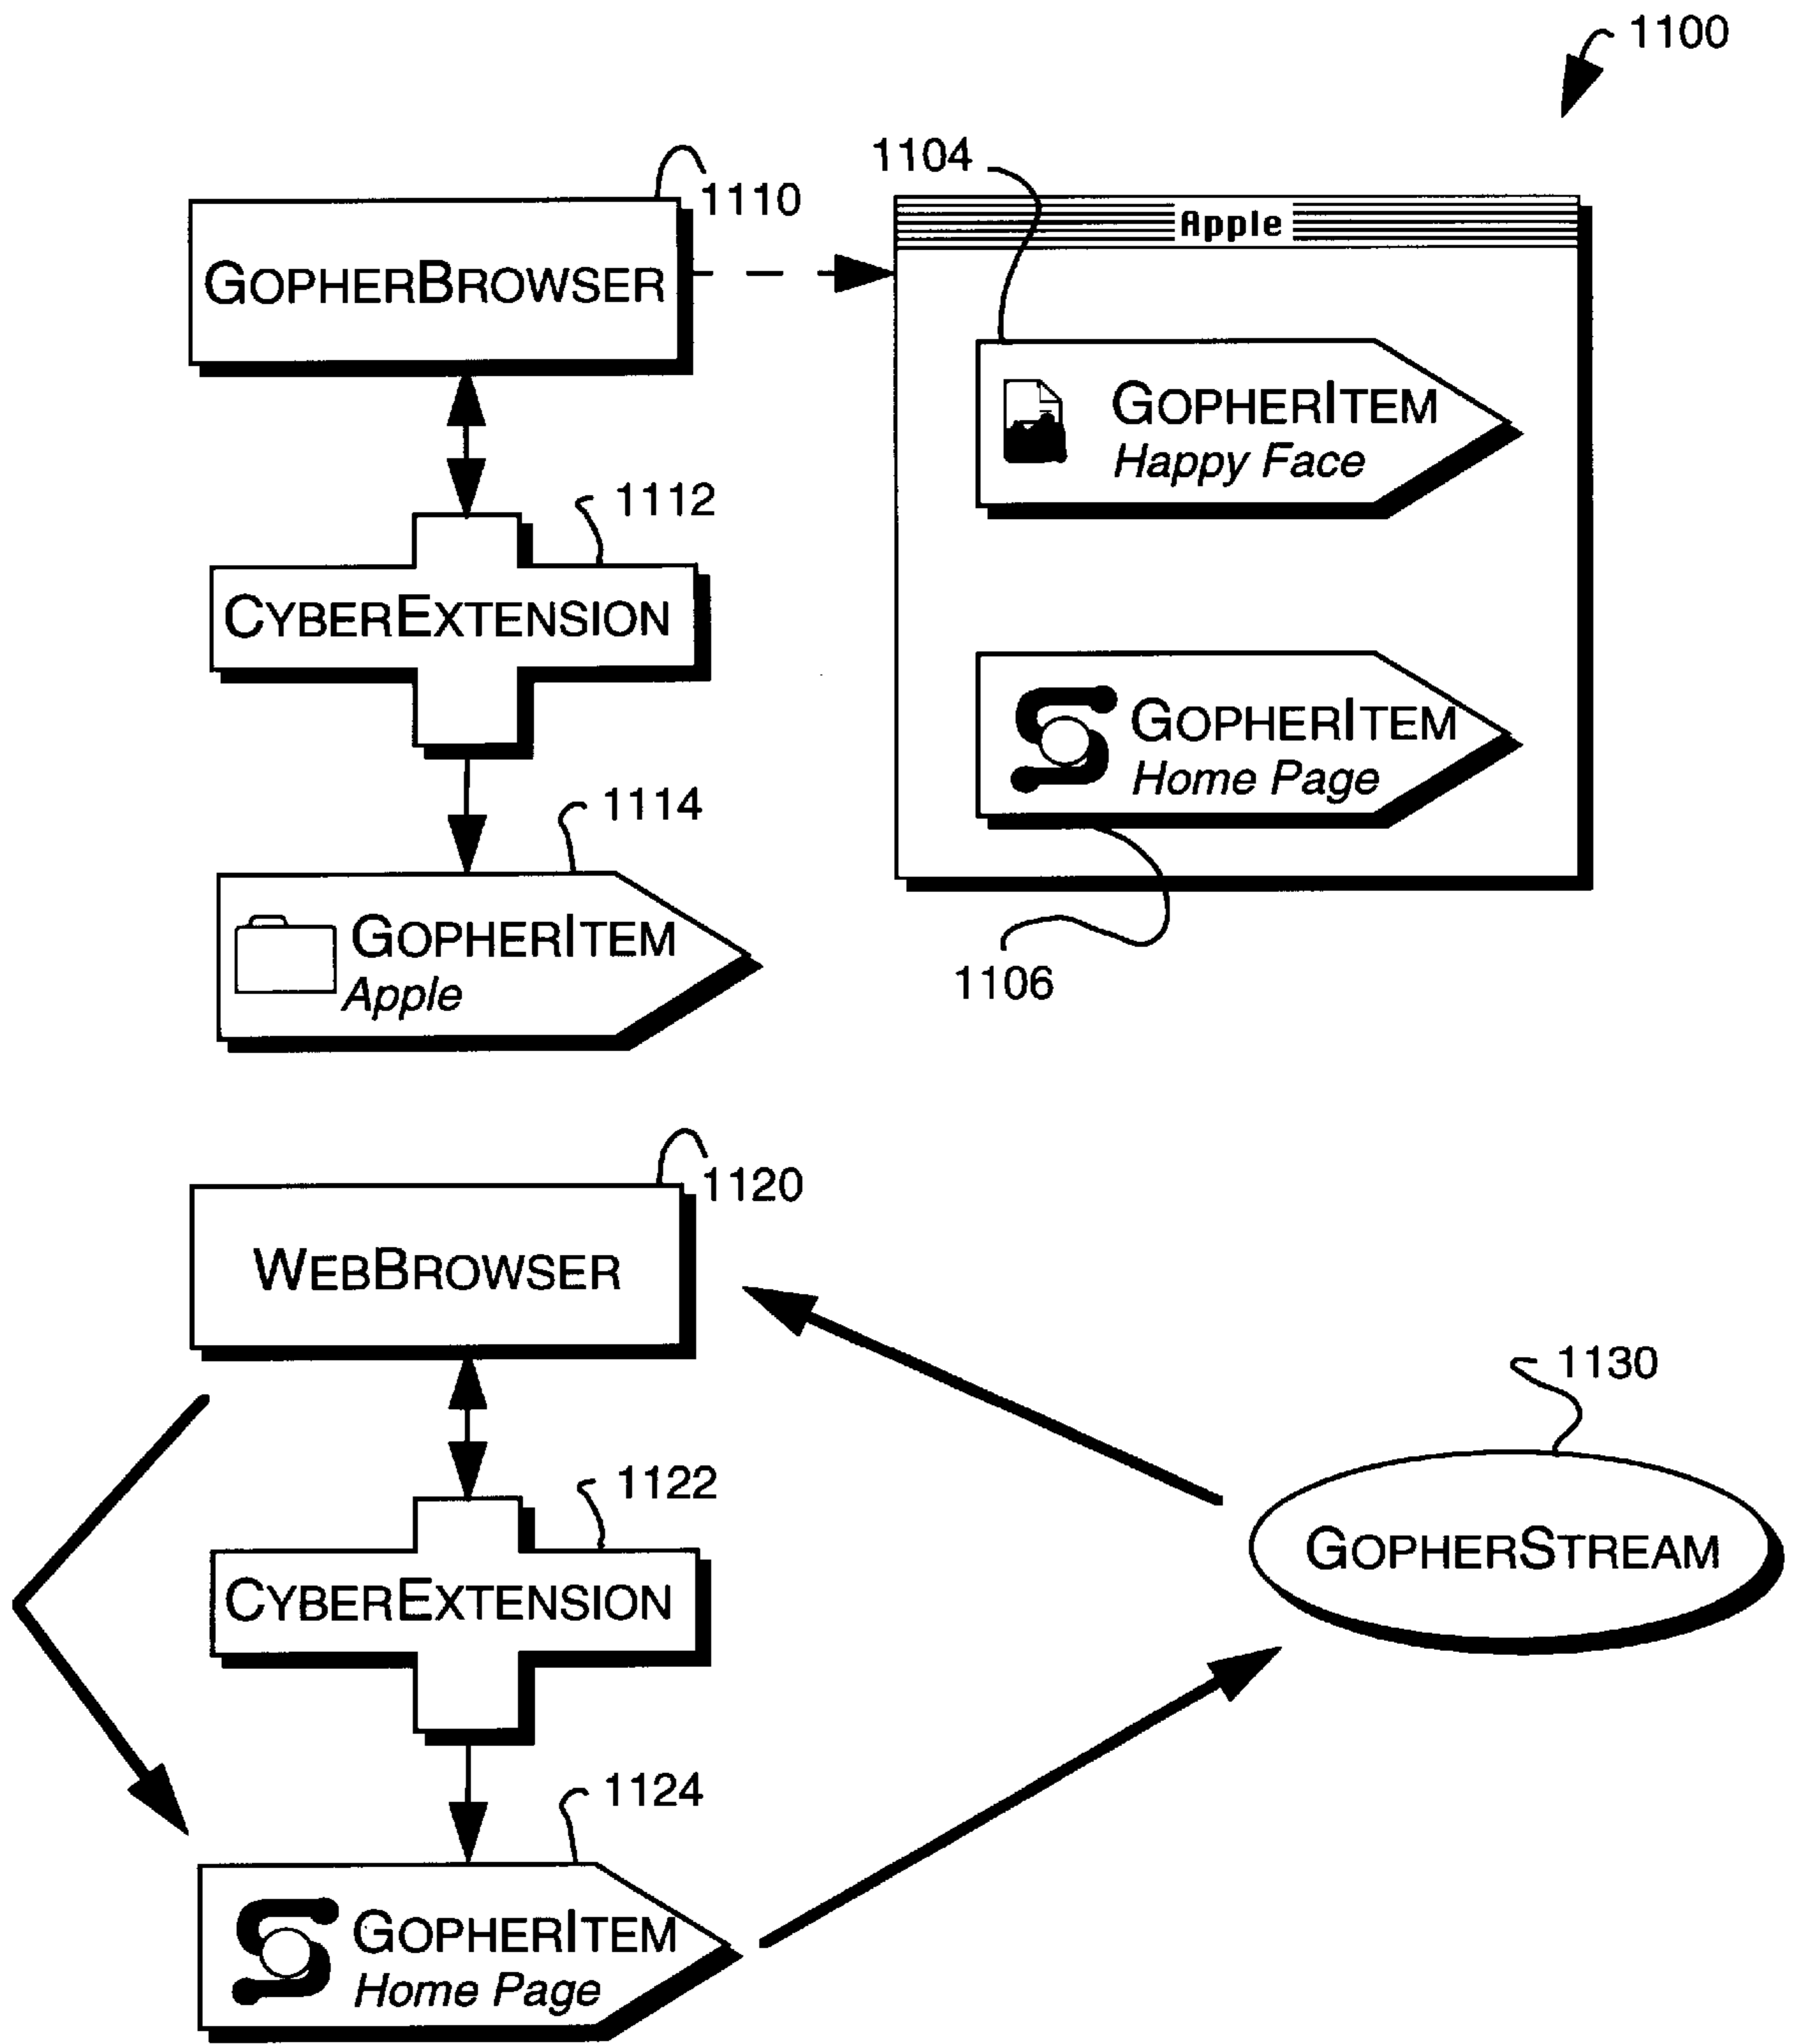 1100
1104
1110
Apple
GOPHERBROWSER
GOPHERITEM
Happy Face
1112
CYBEREXTENSION
GOPHERITEM
Home Page
1114
GOPHERITEM
Apple
1106
1120
WEBBROWSER
1130
1122
GOPHERSTREAM
CYBEREXTENSION
1124
GOPHERITEM
Home Page